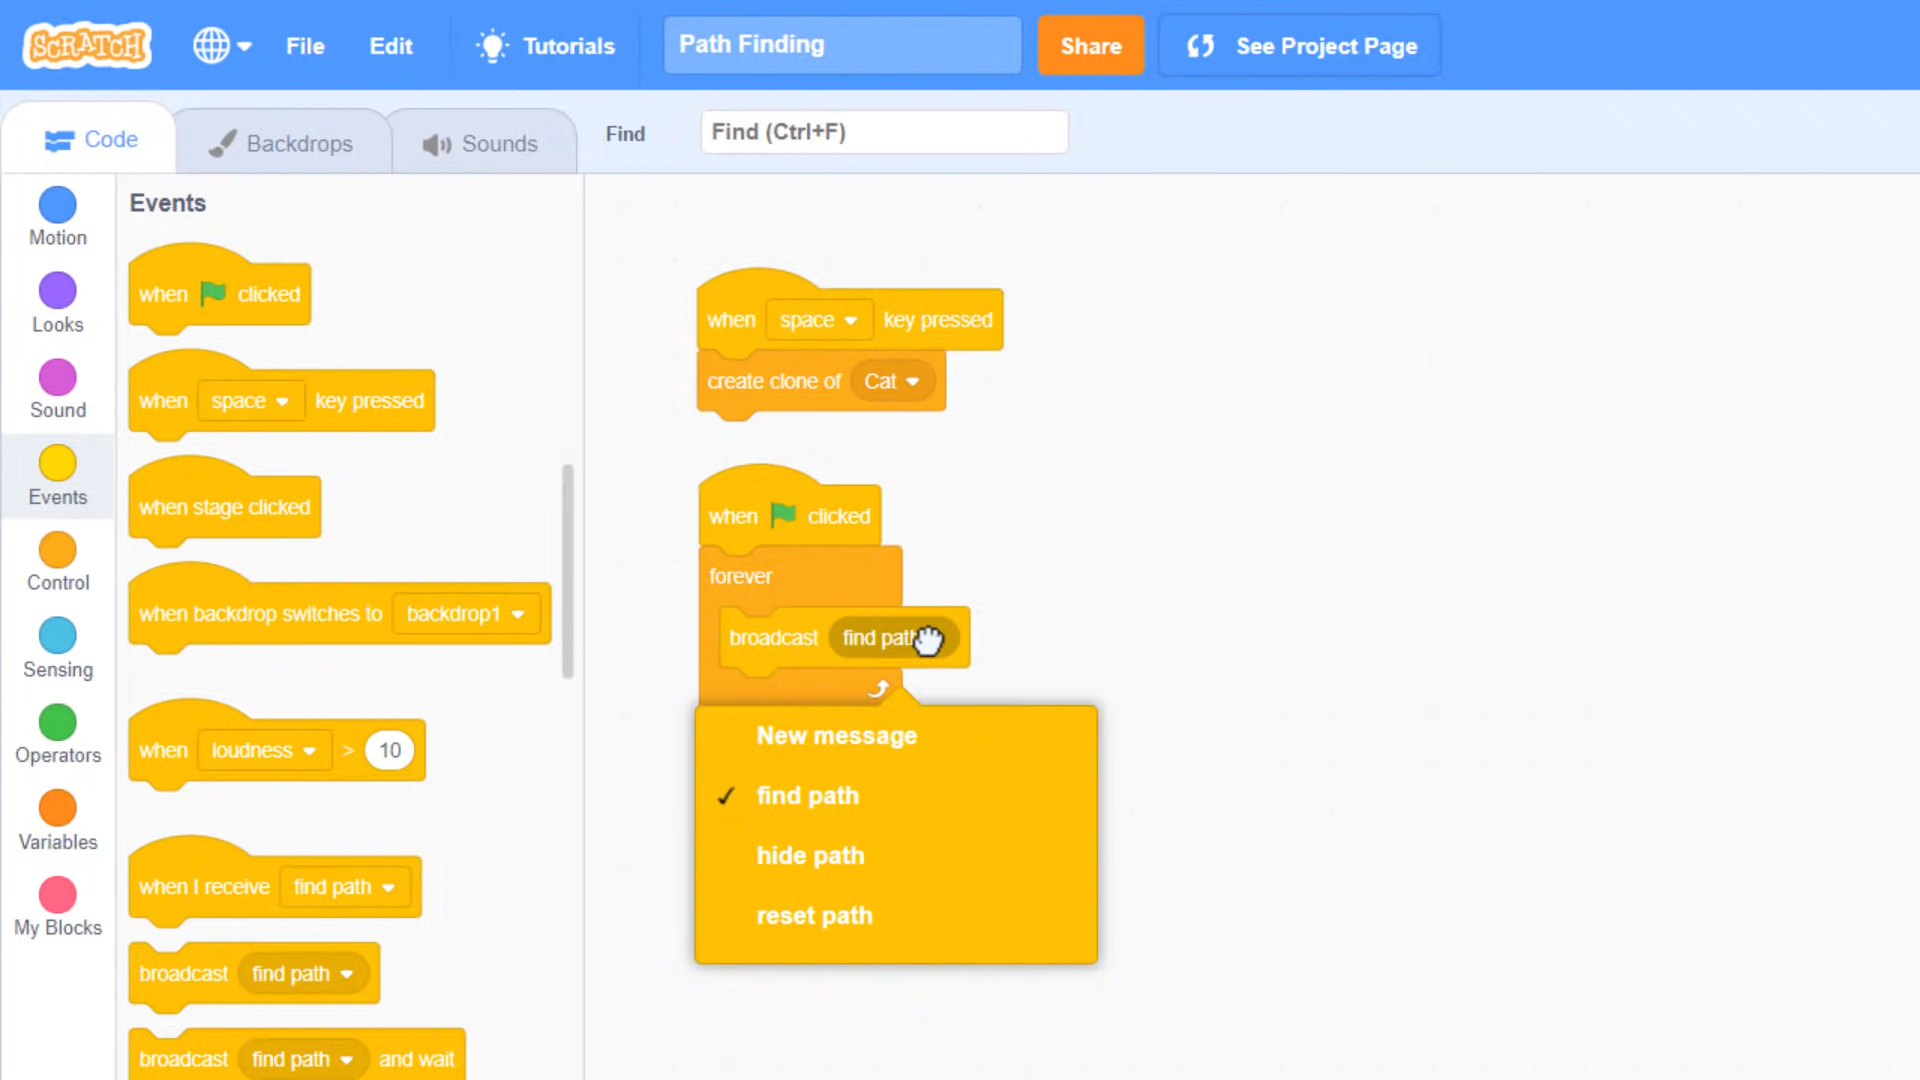 SCRATCH
File
Edit
Tutorials
Path Finding
Share
See Project Page
Code
Backdrops
Sounds
Find
Find (Ctrl+F)
Motion
Looks
Sound
Events
Control
Sensing
Operators
Variables
My Blocks
Events
when clicked
when space key pressed
when stage clicked
when backdrop switches to backdrop1
when loudness > 10
when I receive find path
broadcast find path
broadcast find path and wait
when space key pressed
create clone of Cat
when clicked
forever
broadcast find path
New message
✓ find path
hide path
reset path